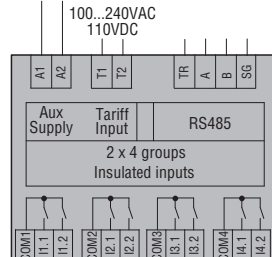 100...240VAC
110VDC
A1 A2 T1 T2 TR A B SG
Aux Supply
Tariff Input
RS485
2 x 4 groups
Insulated inputs
COM1 I1.1 I1.2 COM2 I2.1 I2.2 COM3 I3.1 I3.2 COM4 I4.1 I4.2